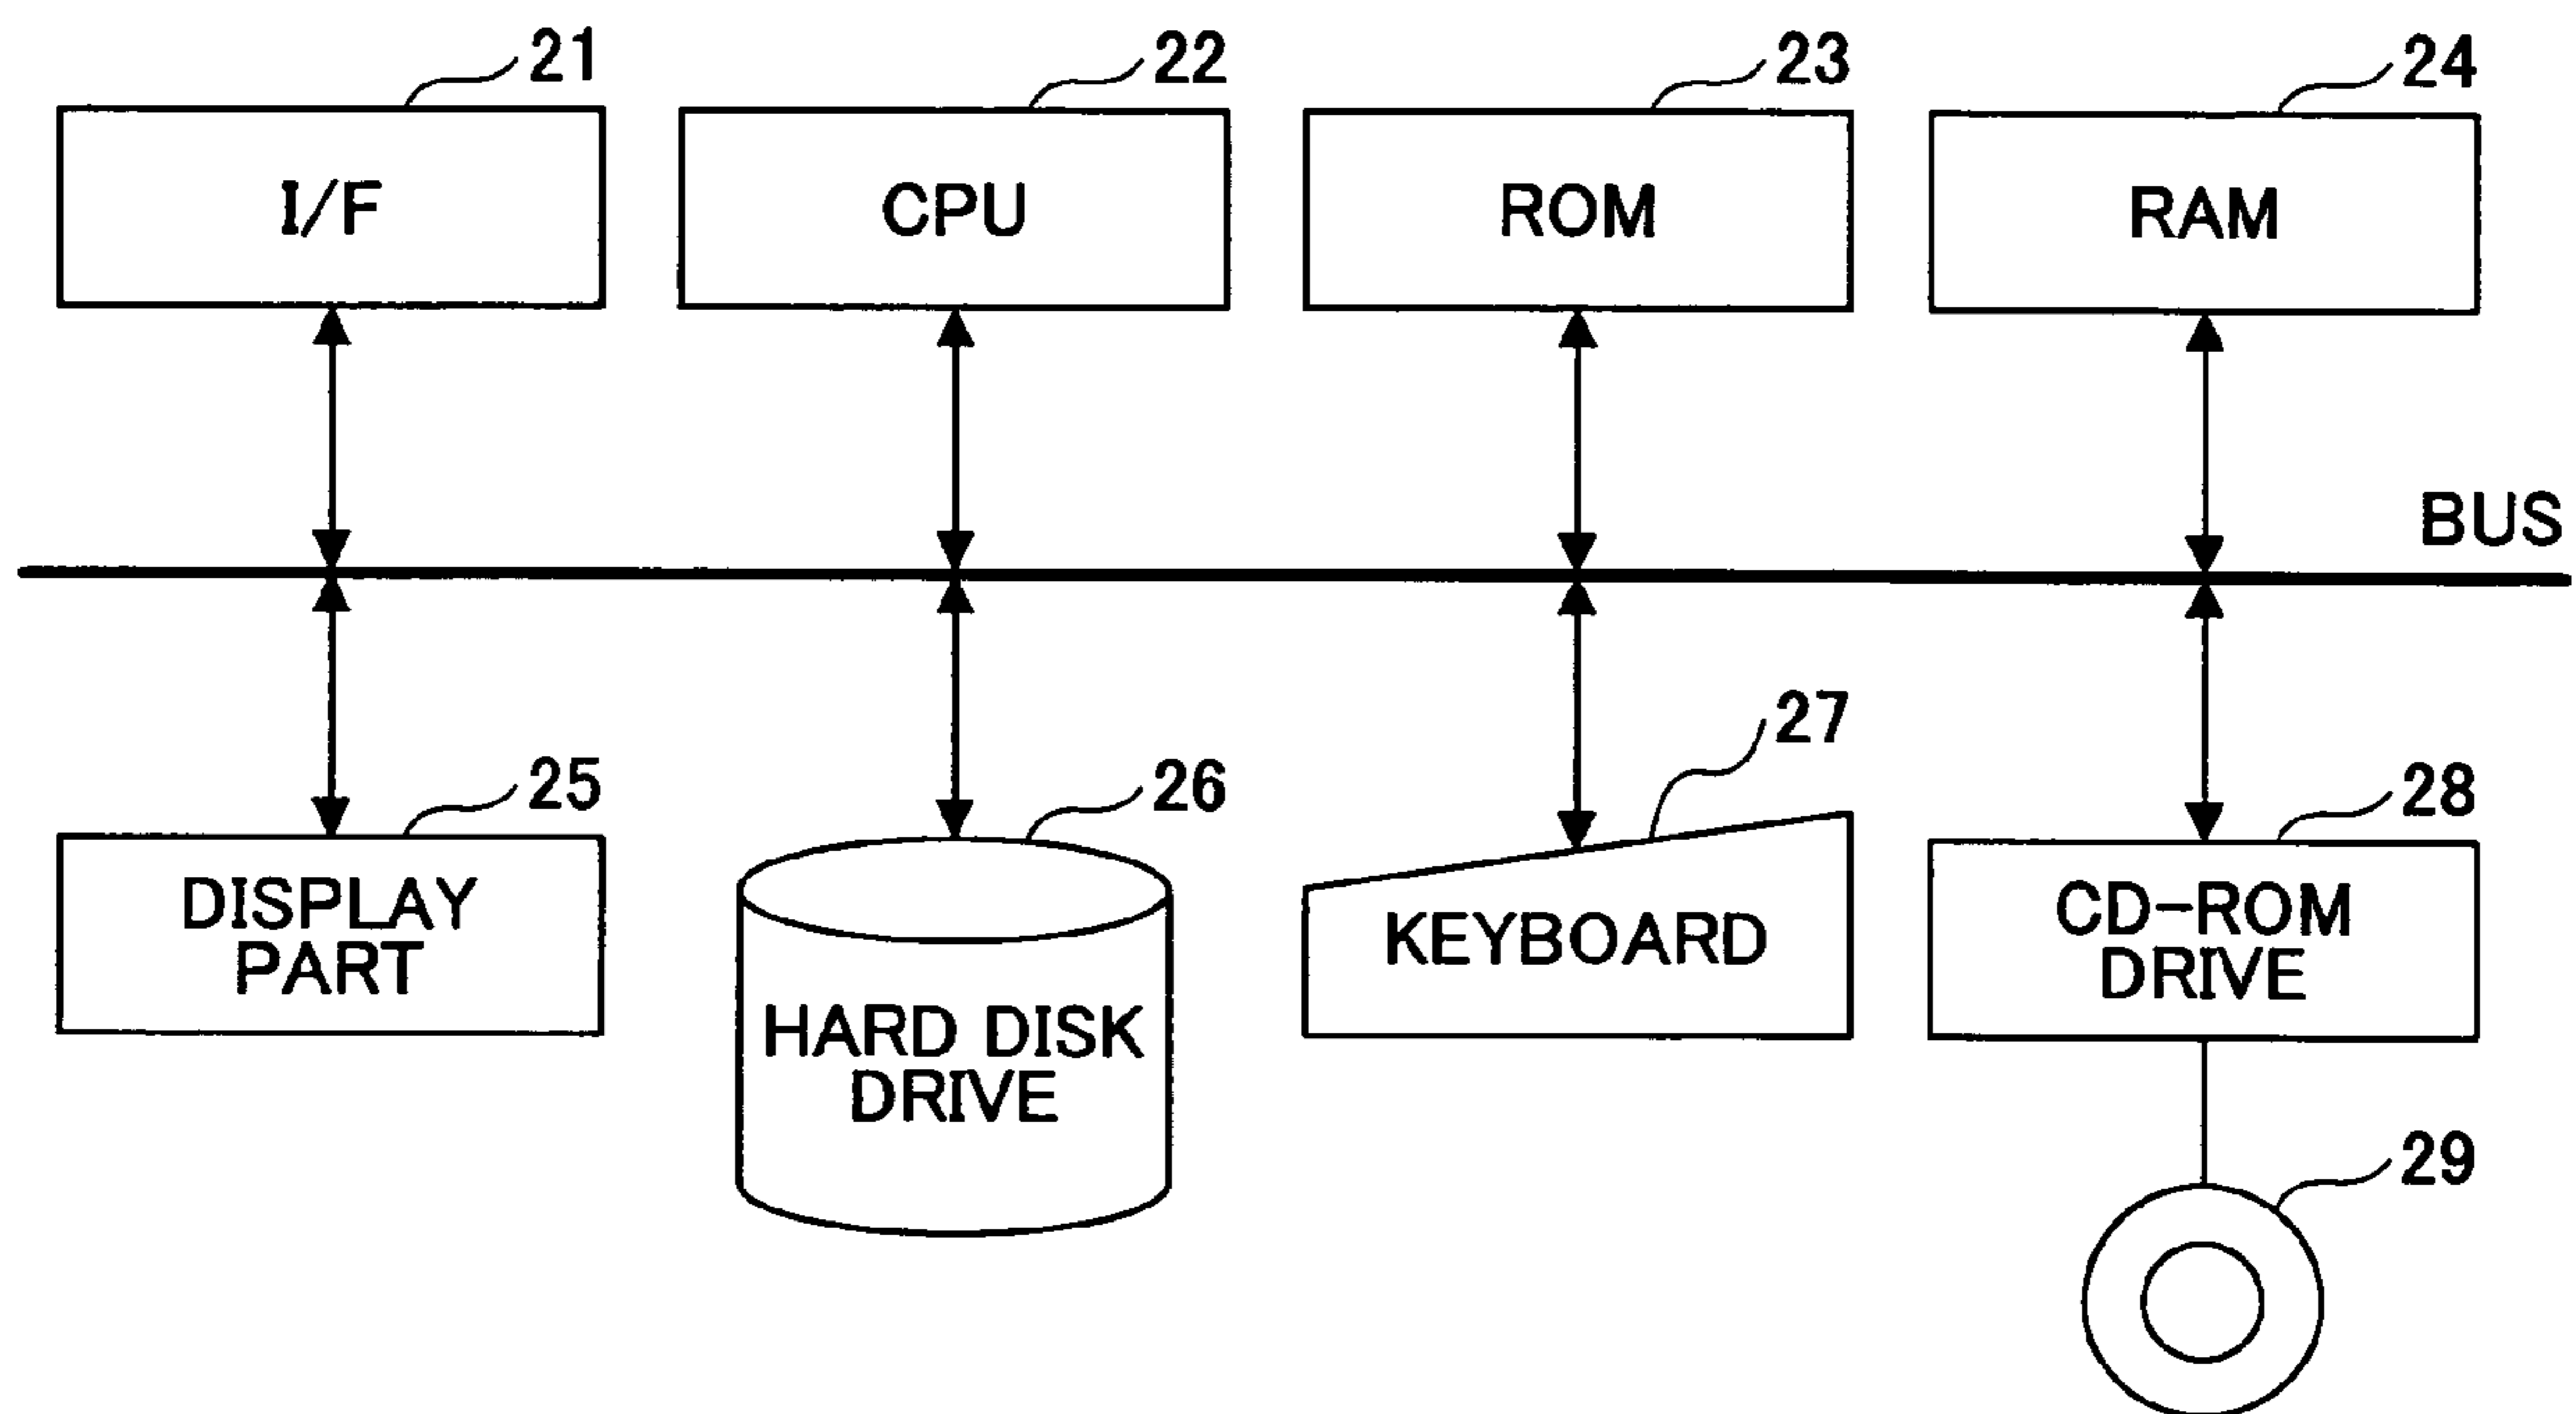 21
22
23
24
I/F
CPU
ROM
RAM
BUS
25
26
27
28
DISPLAY
PART
HARD DISK
DRIVE
KEYBOARD
CD-ROM
DRIVE
29